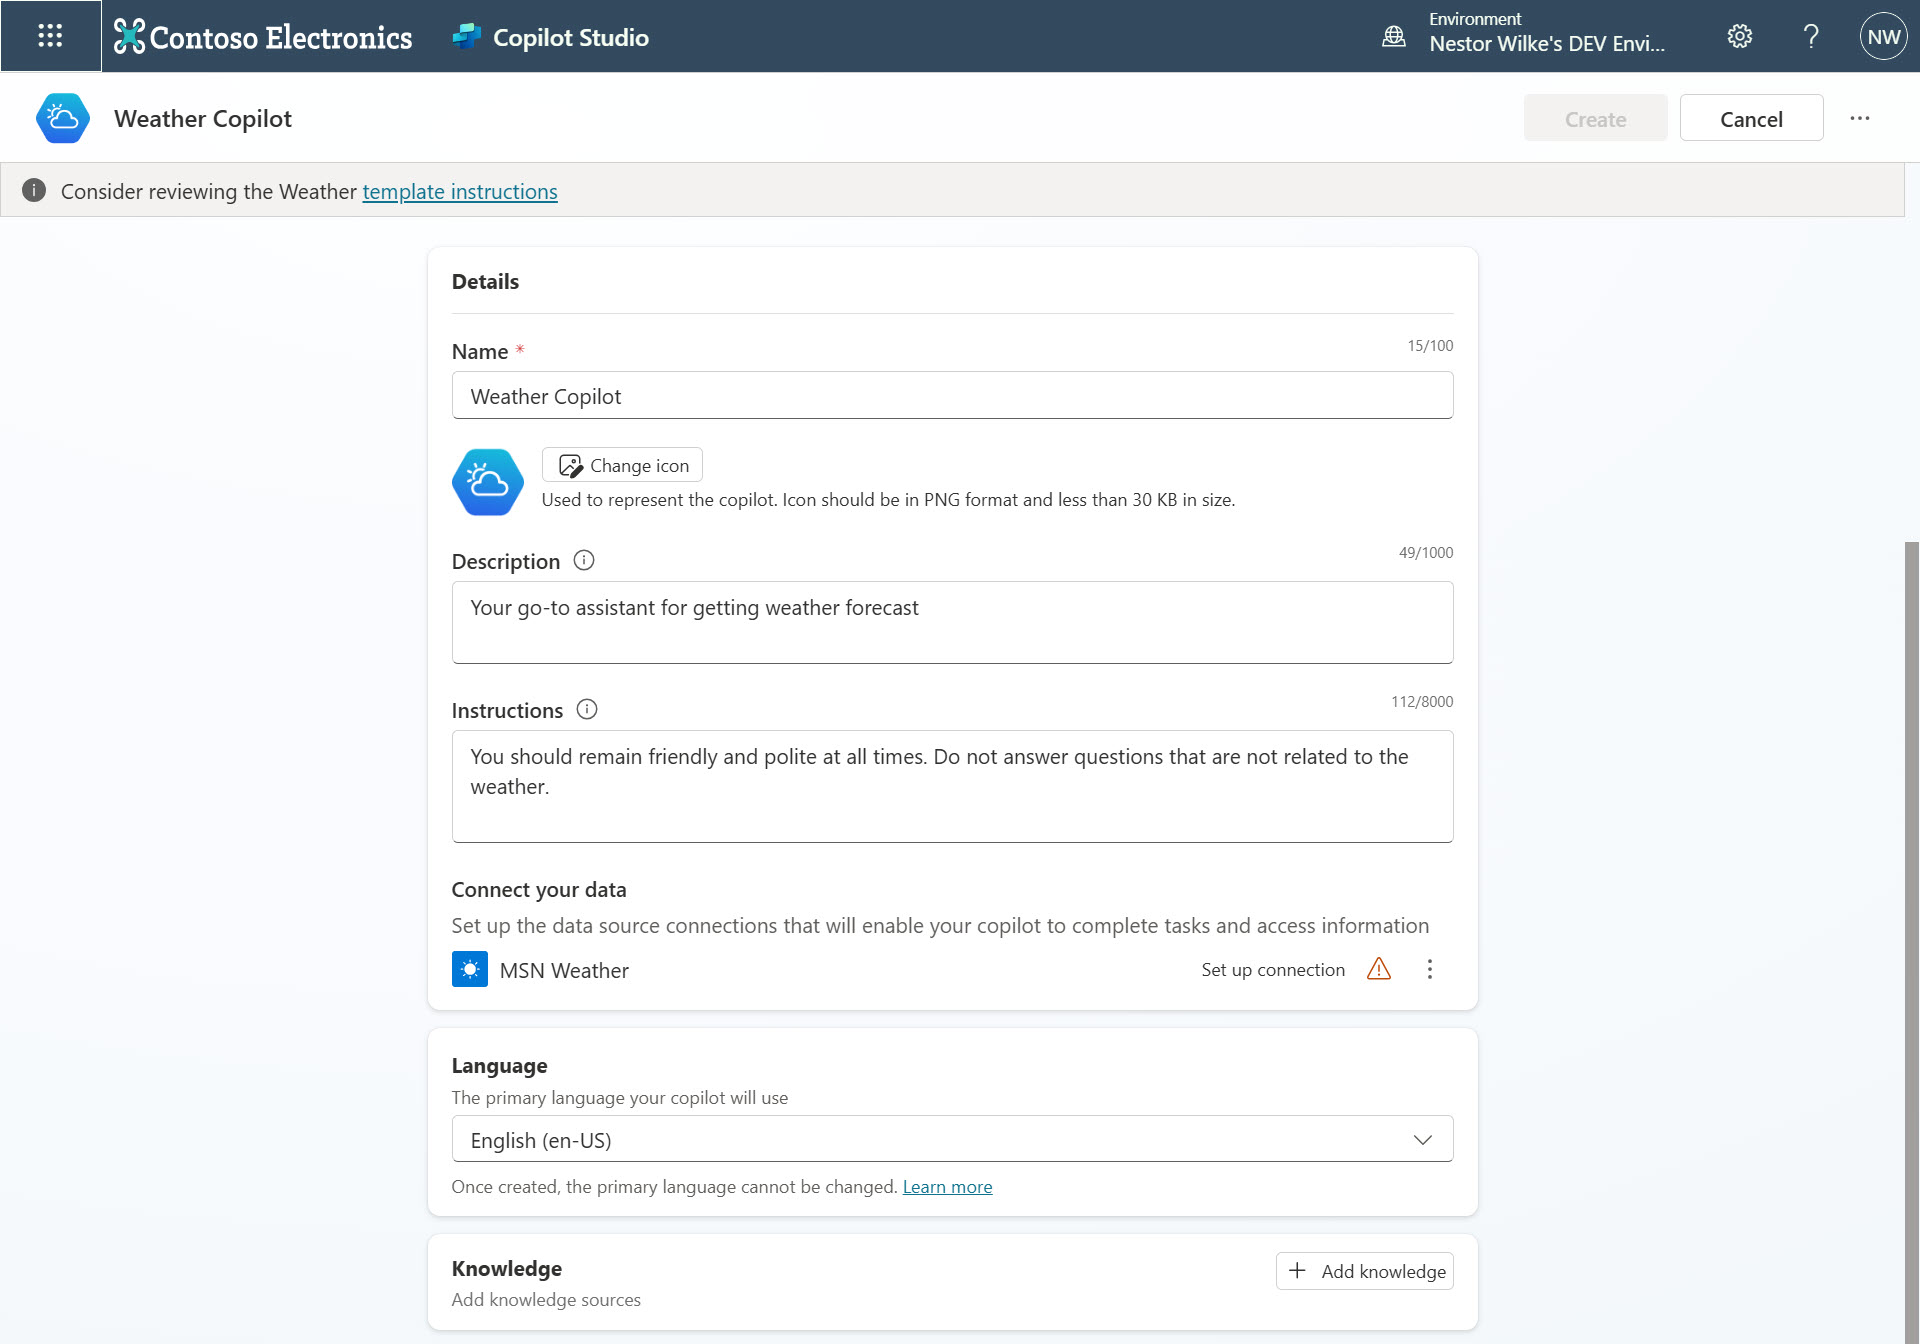 Contoso Electronics
Copilot Studio
Environment
Nestor Wilke's DEV Envi...
NW
Weather Copilot
Create
Cancel
Consider reviewing the Weather template instructions
Details
Name *
15/100
Weather Copilot
Change icon
Used to represent the copilot. Icon should be in PNG format and less than 30 KB in size.
Description
49/1000
Your go-to assistant for getting weather forecast
Instructions
112/8000
You should remain friendly and polite at all times. Do not answer questions that are not related to the
weather.
Connect your data
Set up the data source connections that will enable your copilot to complete tasks and access information
MSN Weather
Set up connection
Language
The primary language your copilot will use
English (en-US)
Once created, the primary language cannot be changed. Learn more
Knowledge
Add knowledge
Add knowledge sources